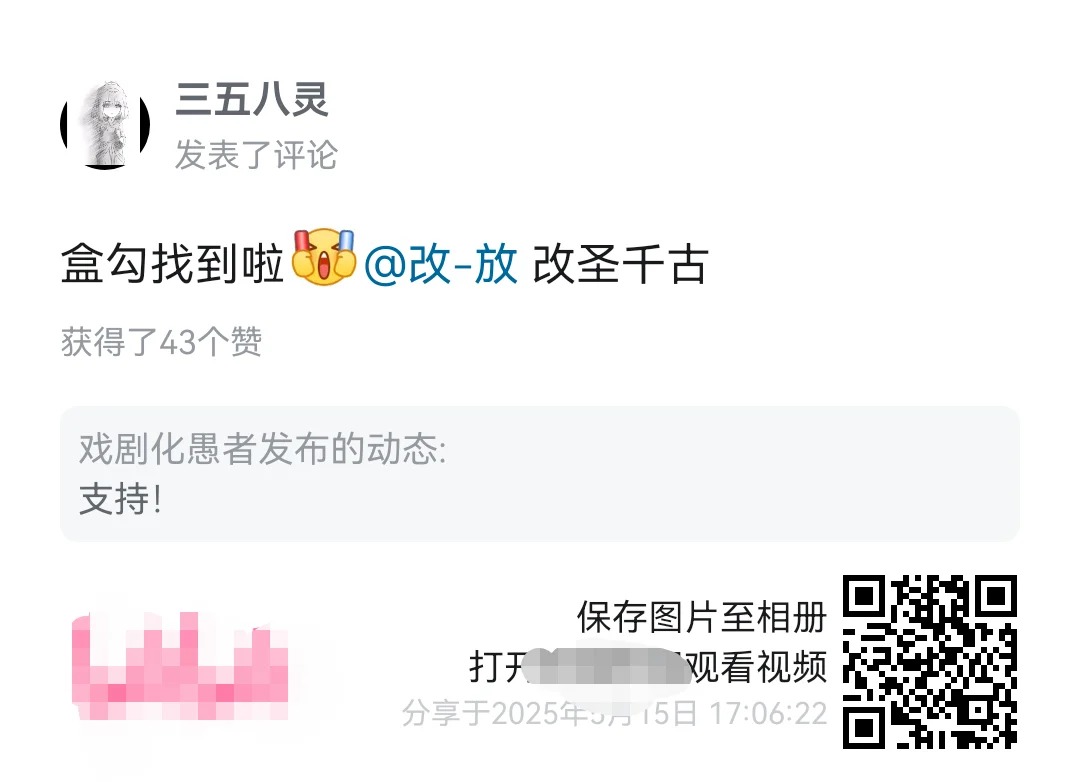 三五八灵
发表了评论
盒勾找到啦@改-放 改圣千古
获得了43个赞
戏剧化愚者发布的动态:
支持!
保存图片至相册
打开 观看视频
分享于2025年5月15日 17:06:22